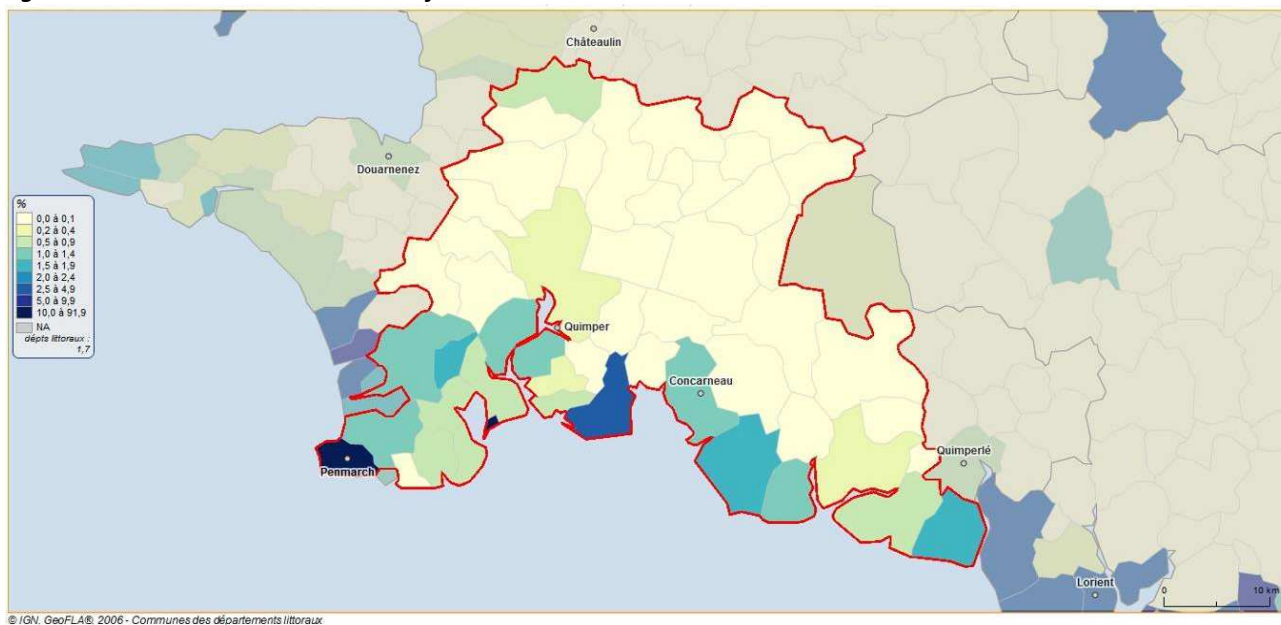 Châteaulin
Douarnenez
%
0,0 à 0,1
0,2 à 0,4
0,5 à 0,9
1,0 à 1,4
1,5 à 1,9
2,0 à 2,4
2,5 à 4,9
5,0 à 9,9
10,0 à 91,9
NA
dépts littoraux :
1,7
Quimper
Concarneau
Quimperlé
Penmarch
Lorient
0 10 km
© IGN, GeoFLA®, 2006 - Communes des départements littoraux